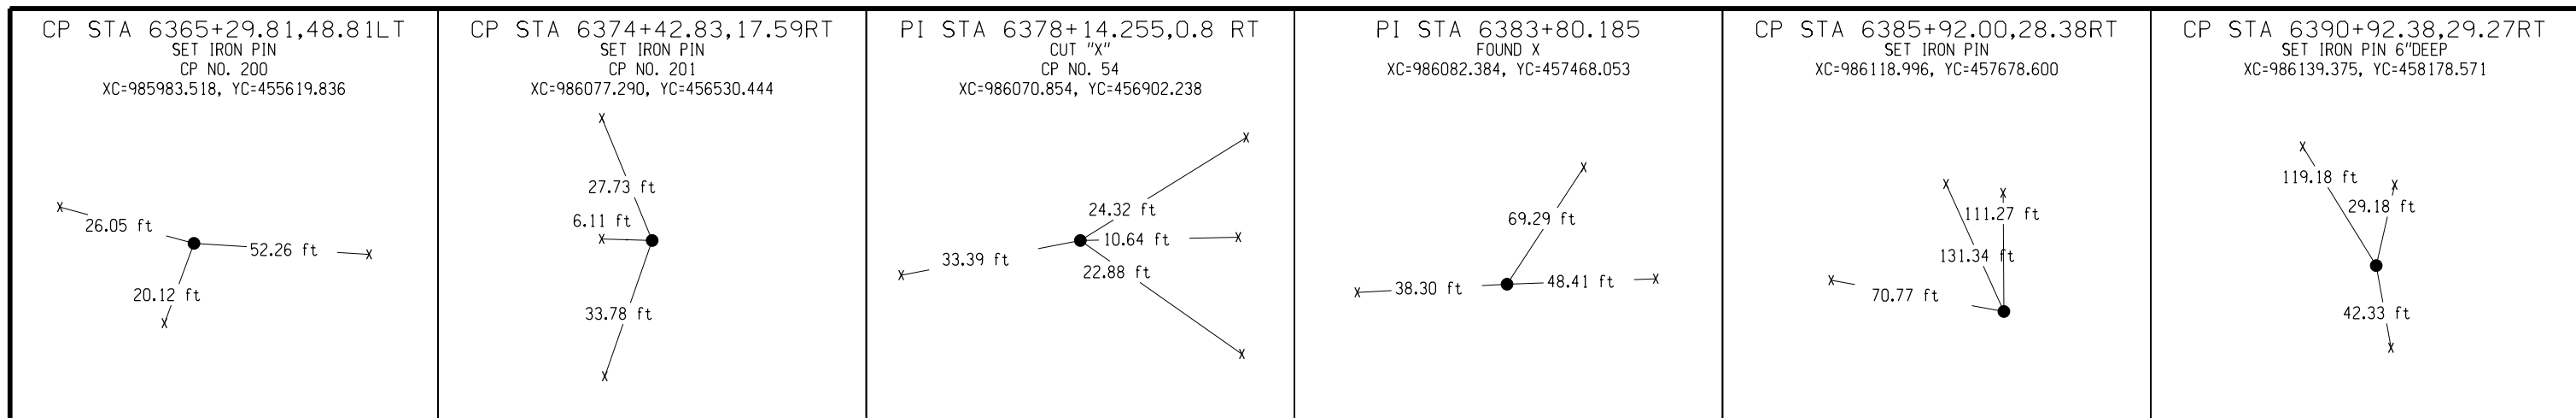 CP STA 6365+29.81,48.81LT
SET IRON PIN
CP NO. 200
XC=985983.518, YC=455619.836
X
26.05 ft
52.26 ft
X
20.12 ft
X
CP STA 6374+42.83,17.59RT
SET IRON PIN
CP NO. 201
XC=986077.290, YC=456530.444
X
27.73 ft
6.11 ft
X
33.78 ft
X
PI STA 6378+14.255,0.8 RT
CUT "X"
CP NO. 54
XC=986070.854, YC=456902.238
X
24.32 ft
10.64 ft
X
33.39 ft
X
22.88 ft
X
PI STA 6383+80.185
FOUND X
XC=986082.384, YC=457468.053
X
69.29 ft
48.41 ft
X
38.30 ft
X
CP STA 6385+92.00,28.38RT
SET IRON PIN
XC=986118.996, YC=457678.600
X
X
111.27 ft
131.34 ft
X
70.77 ft
CP STA 6390+92.38,29.27RT
SET IRON PIN 6"DEEP
XC=986139.375, YC=458178.571
X
119.18 ft
X
29.18 ft
42.33 ft
X